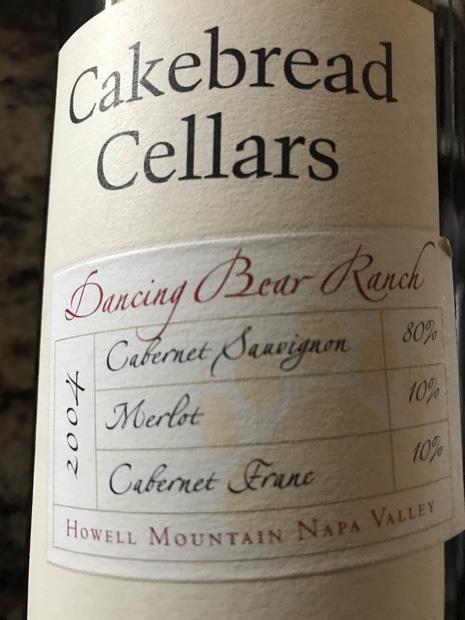 Cakebread
Cellars
Dancing Bear Ranch
2004
Cabernet Sauvignon 80%
Merlot 10%
Cabernet Franc 10%
Howell Mountain Napa Valley